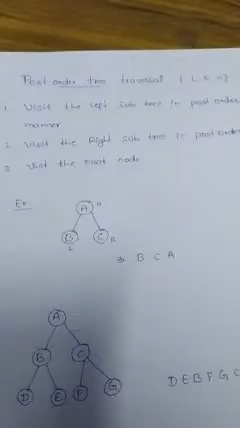 Post order tree traversal ( L R
1 Visit the left sub tree in post order
manner
2 Visit the Right sub tree in post order
3 Visit the root node
Ex
A
B C
L R
B C A
A
B C
D E F G
D E B F G C